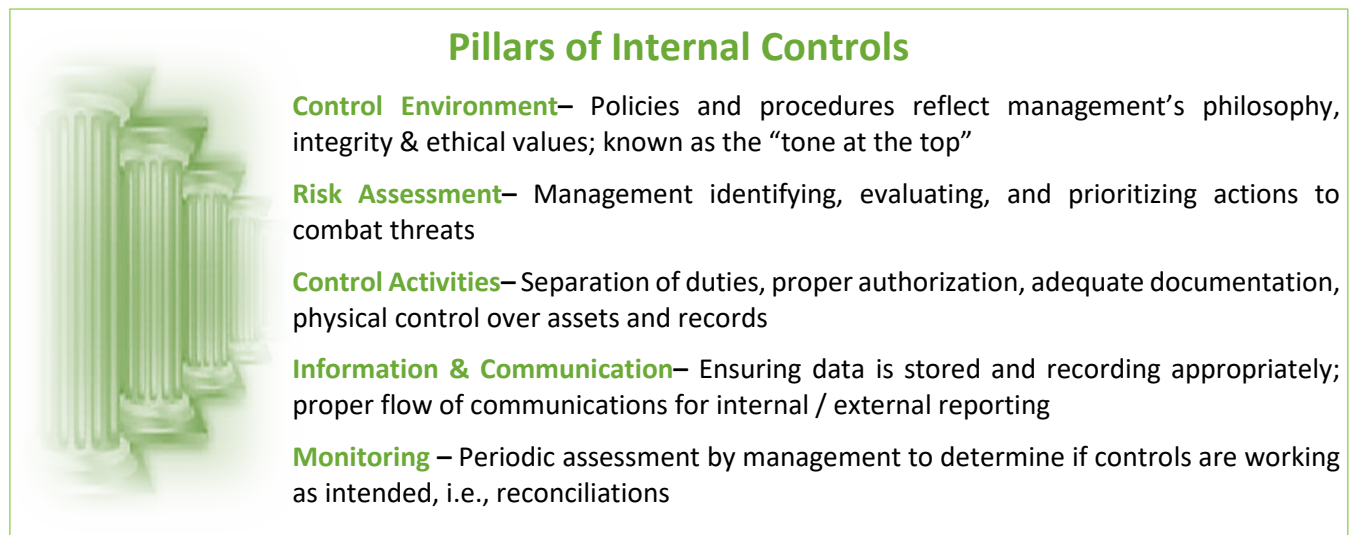 Pillars of Internal Controls
Control Environment– Policies and procedures reflect management’s philosophy,
integrity & ethical values; known as the “tone at the top”
Risk Assessment– Management identifying, evaluating, and prioritizing actions to
combat threats
Control Activities– Separation of duties, proper authorization, adequate documentation,
physical control over assets and records
Information & Communication– Ensuring data is stored and recording appropriately;
proper flow of communications for internal / external reporting
Monitoring – Periodic assessment by management to determine if controls are working
as intended, i.e., reconciliations